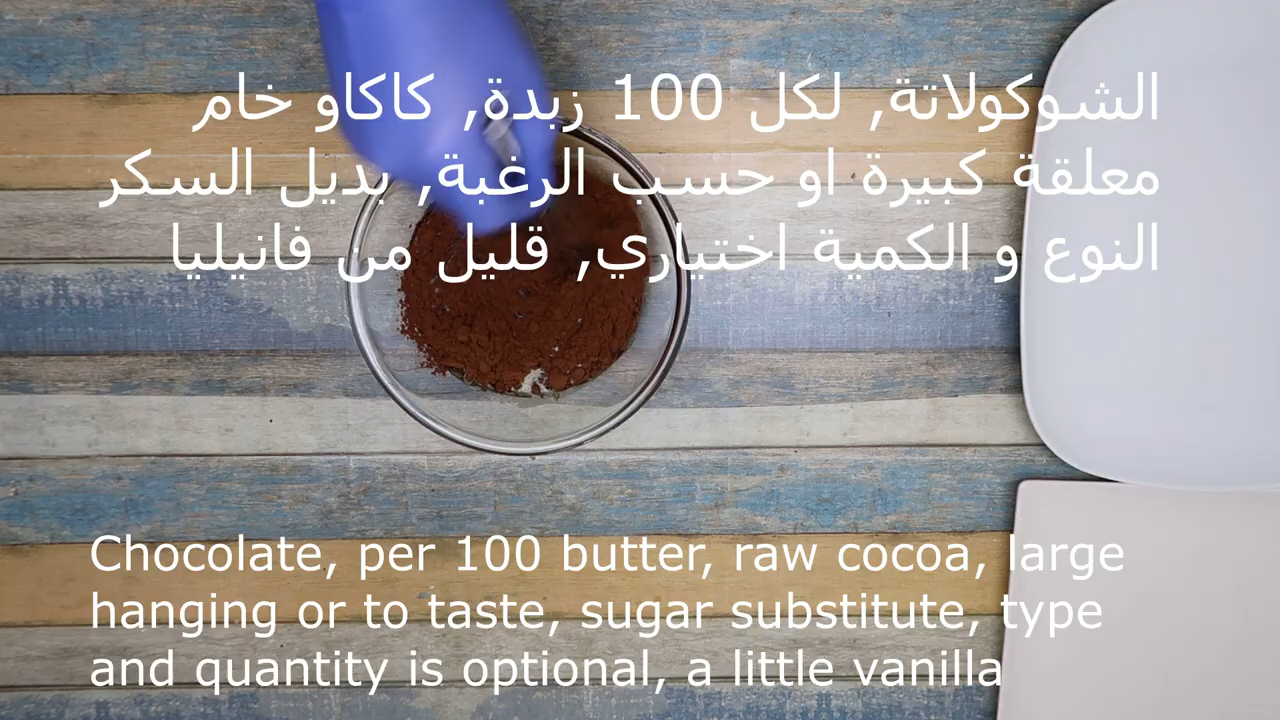 الشوكولاتة, لكل 100 زبدة, كاكاو خام
معلقة كبيرة او حسب الرغبة, بديل السكر
النوع و الكمية اختياري, قليل من فانيليا
Chocolate, per 100 butter, raw cocoa, large
hanging or to taste, sugar substitute, type
and quantity is optional, a little vanilla